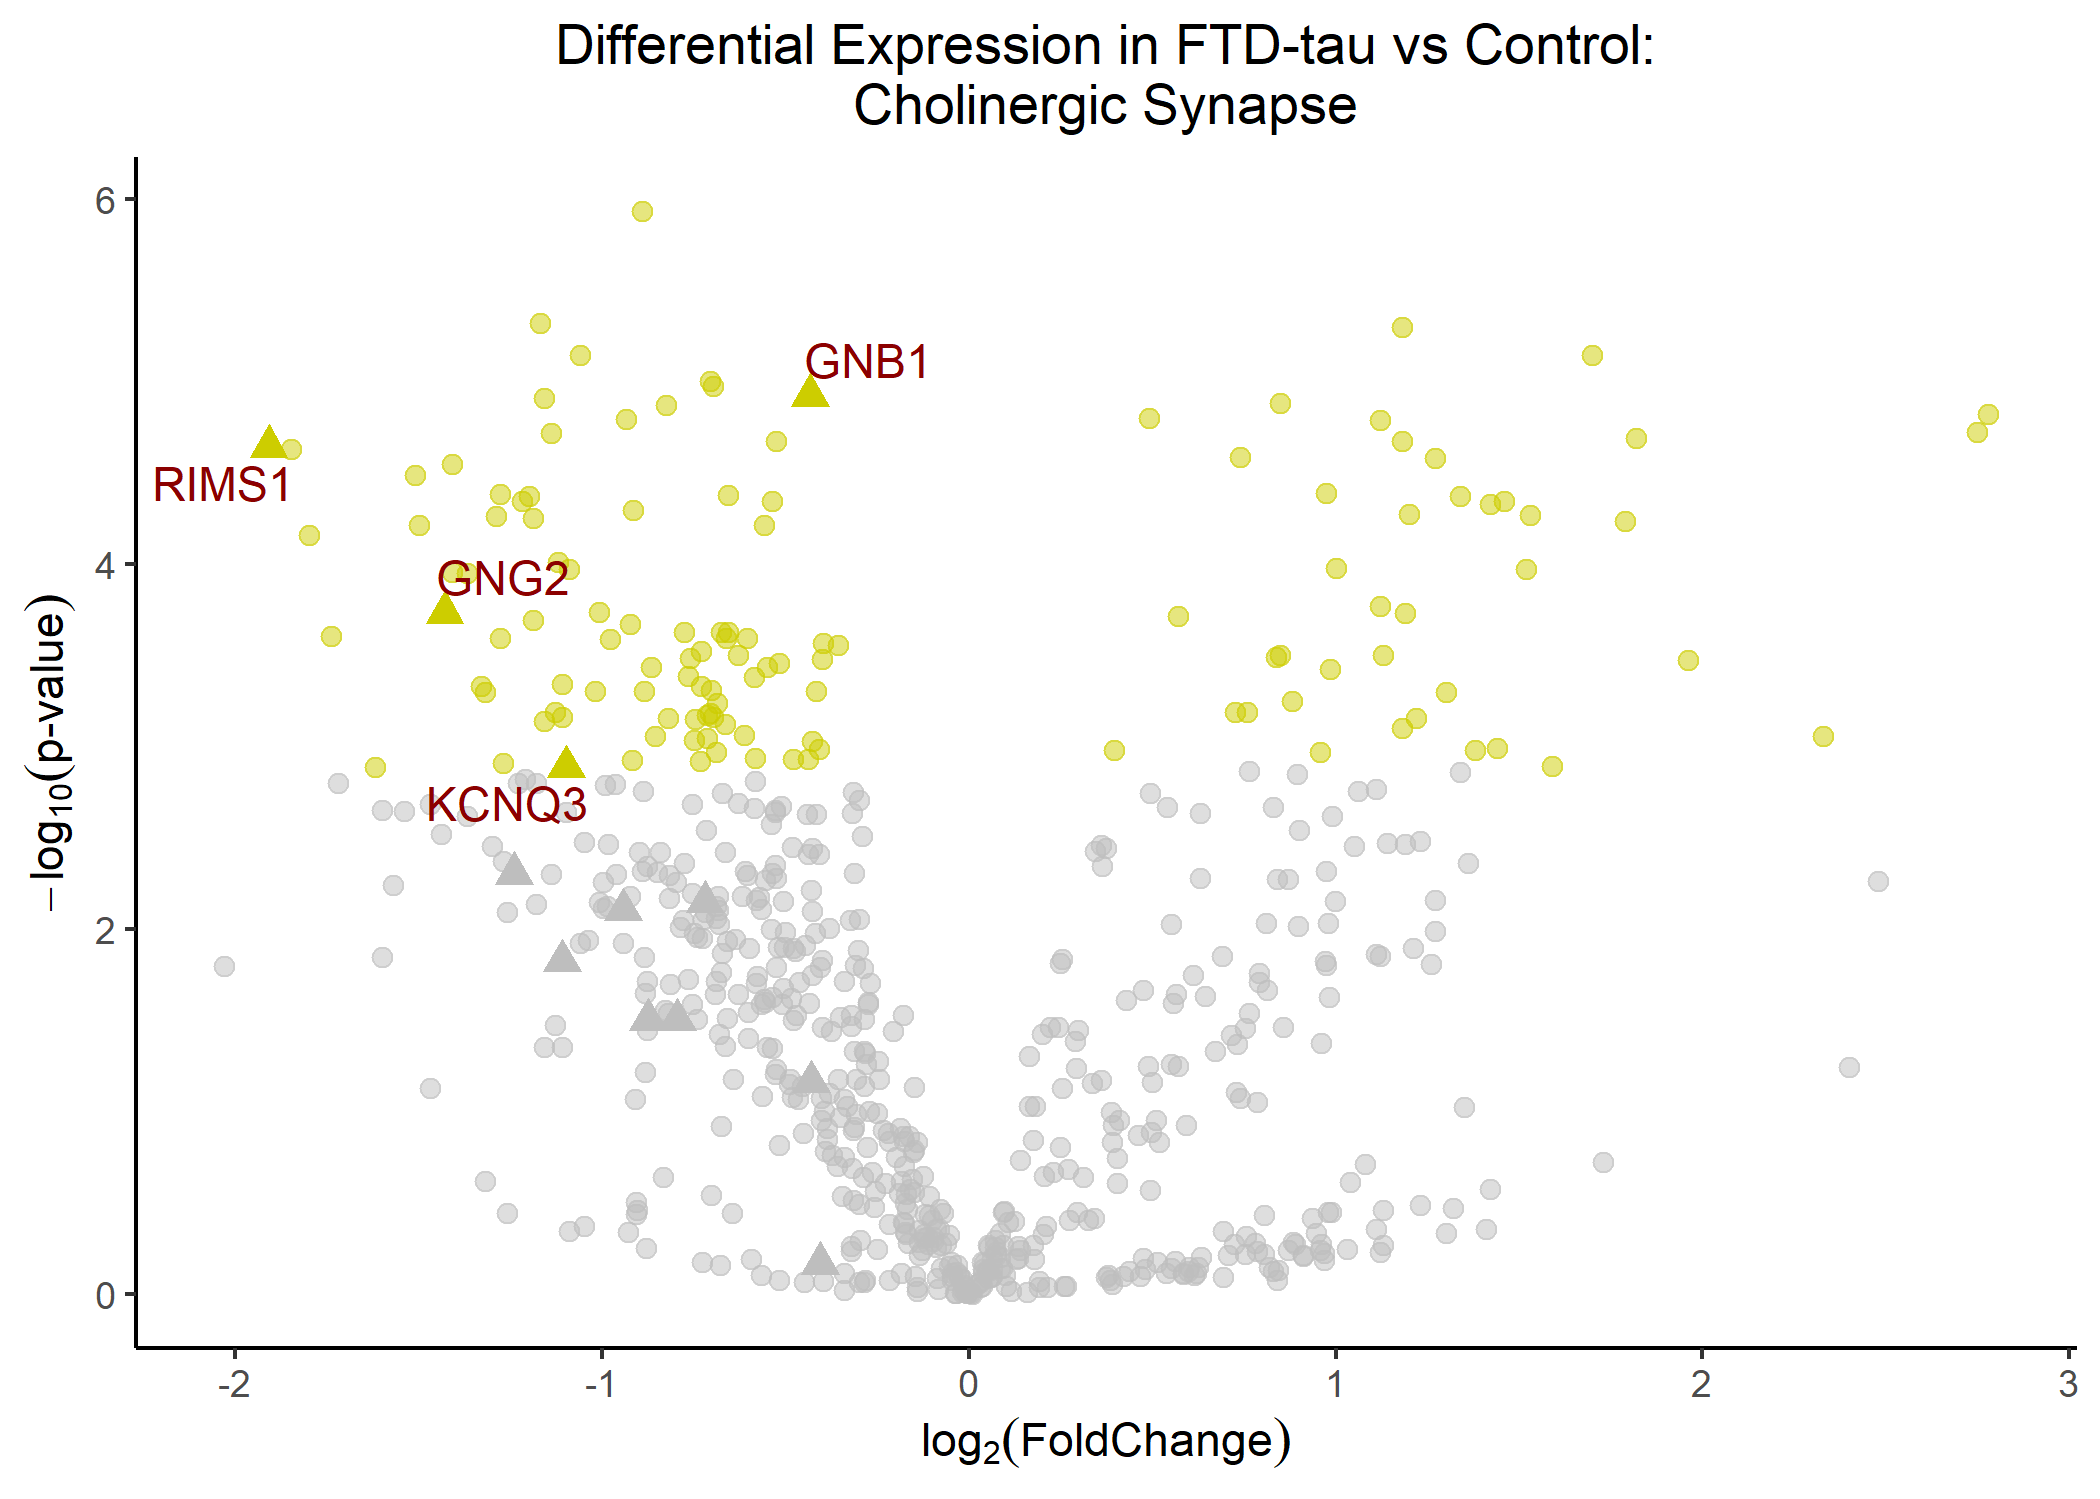 Differential Expression in FTD-tau vs Control:
Cholinergic Synapse
−log₁₀(p-value)
6
4
2
0
GNB1
RIMS1
GNG2
KCNQ3
-2
-1
0
1
2
3
log₂(FoldChange)